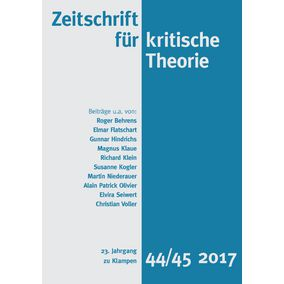 Zeitschrift
für kritische
Theorie
Beiträge u.a. von:
Roger Behrens
Elmar Flatschart
Gunnar Hindrichs
Magnus Klaue
Richard Klein
Susanne Kogler
Martin Niederauer
Alain Patrick Olivier
Elvira Seiwert
Christian Voller
23. Jahrgang
zu Klampen
44/45 2017